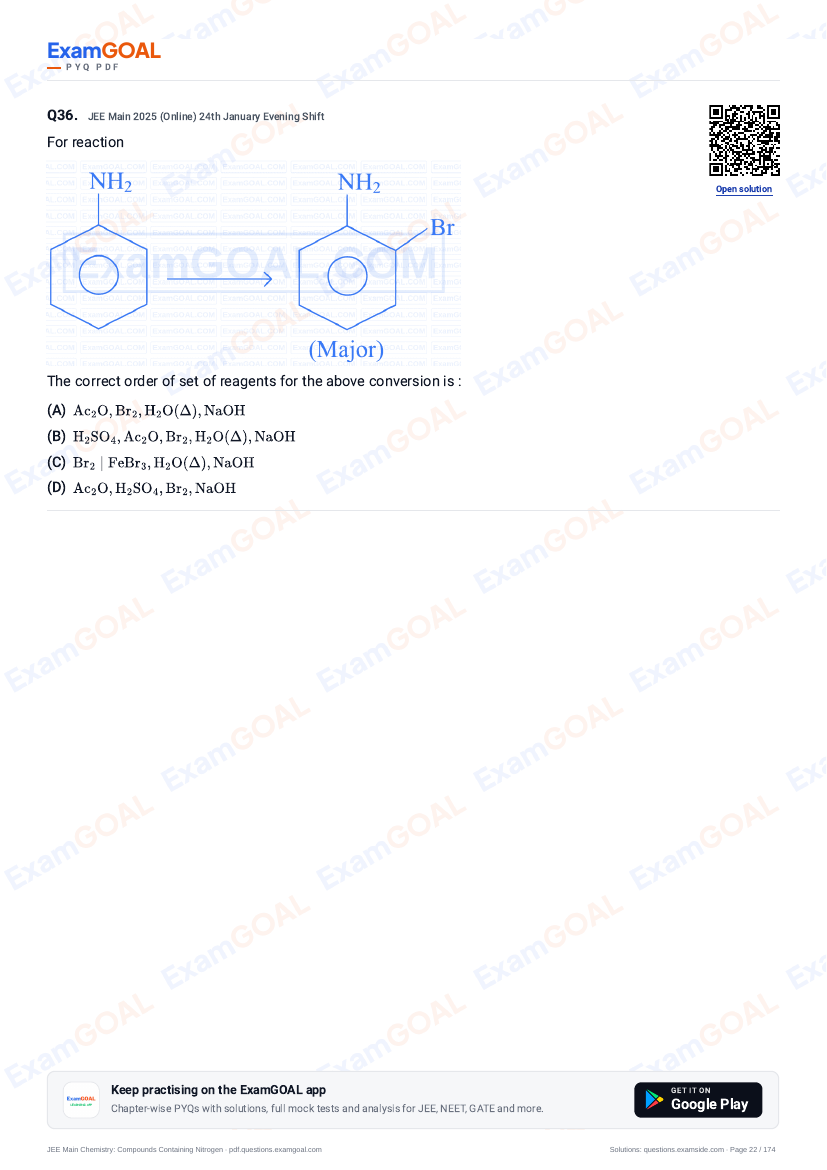 ExamGOAL
PYQ PDF
Q36. JEE Main 2025 (Online) 24th January Evening Shift
For reaction
Open solution
NH₂ NH₂
Br
ExamGOAL.COM
(Major)
The correct order of set of reagents for the above conversion is :
(A) Ac₂O, Br₂, H₂O(Δ), NaOH
(B) H₂SO₄, Ac₂O, Br₂, H₂O(Δ), NaOH
(C) Br₂ | FeBr₃, H₂O(Δ), NaOH
(D) Ac₂O, H₂SO₄, Br₂, NaOH
Keep practising on the ExamGOAL app
Chapter-wise PYQs with solutions, full mock tests and analysis for JEE, NEET, GATE and more.
GET IT ON
Google Play
JEE Main Chemistry: Compounds Containing Nitrogen · pdf.questions.examgoal.com
Solutions: questions.examside.com · Page 22 / 174